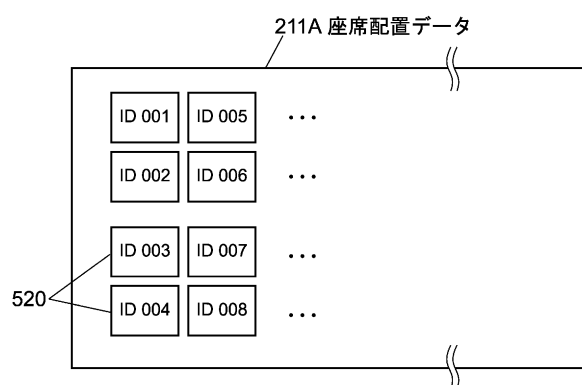 211A 座席配置データ
ID 001 ID 005 ...
ID 002 ID 006 ...
ID 003 ID 007 ...
520
ID 004 ID 008 ...